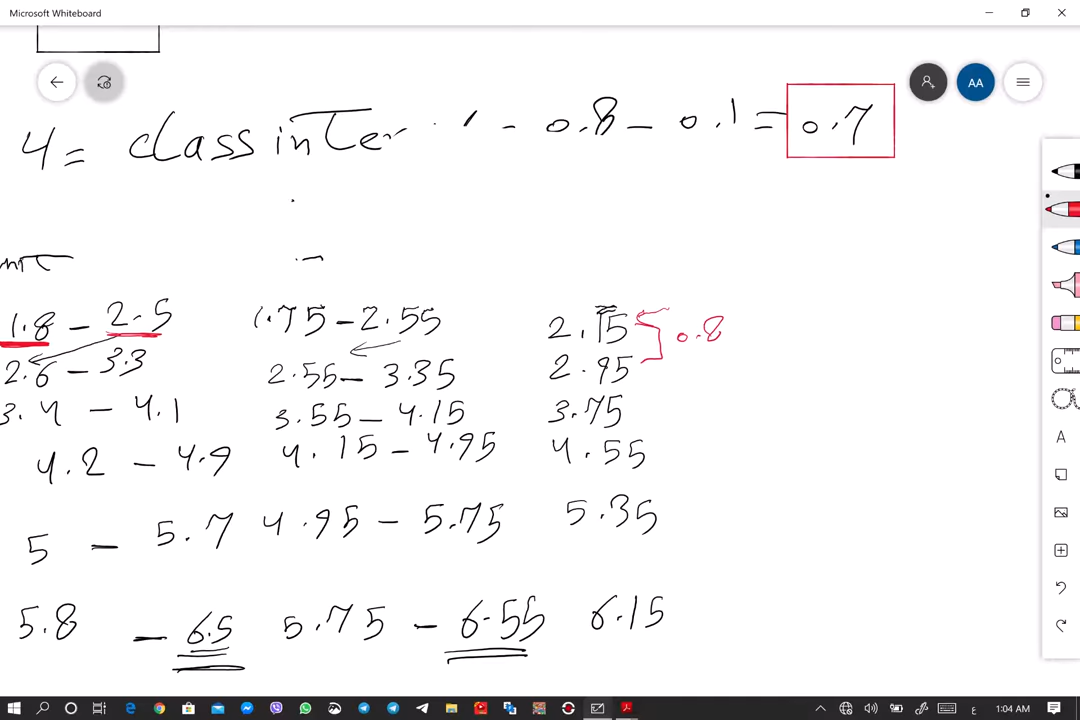 Microsoft Whiteboard
AA
4 = class inter - 0.8 - 0.1 = 0.7
1.8 - 2.5 1.75 - 2.55 2.15
0.8
2.6 - 3.3 2.55 - 3.35 2.95
3.4 - 4.1 3.55 - 4.15 3.75
4.2 - 4.9 4.15 - 4.95 4.55
5 - 5.7 4.95 - 5.75 5.35
5.8 - 6.5 5.75 - 6.55 6.15
A
ع 1:04 AM